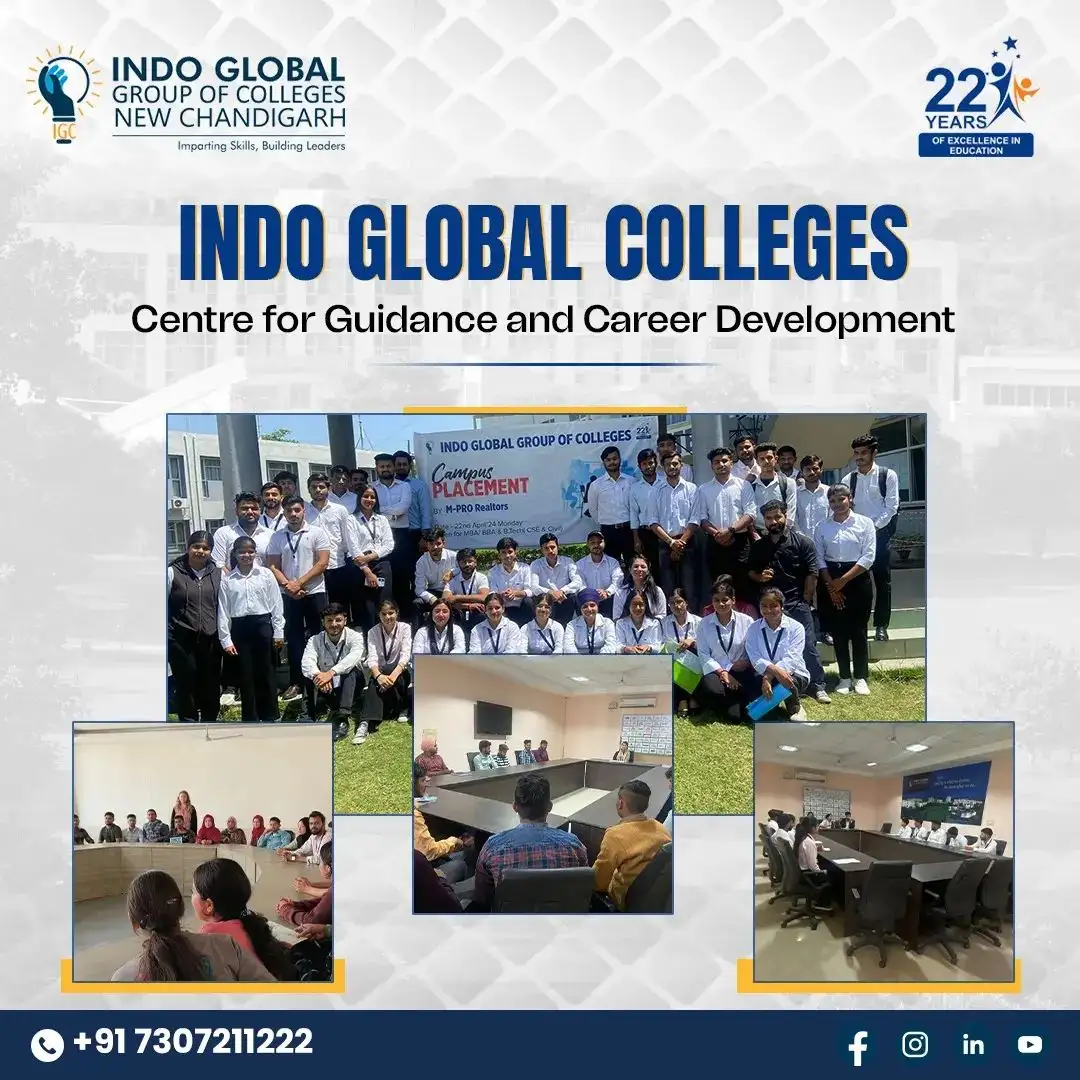 INDO GLOBAL
GROUP OF COLLEGES
NEW CHANDIGARH
Imparting Skills, Building Leaders
IGC
22
YEARS
OF EXCELLENCE IN
EDUCATION
INDO GLOBAL COLLEGES
Centre for Guidance and Career Development
INDO GLOBAL GROUP OF COLLEGES
Campus
PLACEMENT
BY M-PRO Realtors
- 22nd April'24 Monday
for MBA/ BBA & B.Tech( CSE & Civil)
+91 7307211222